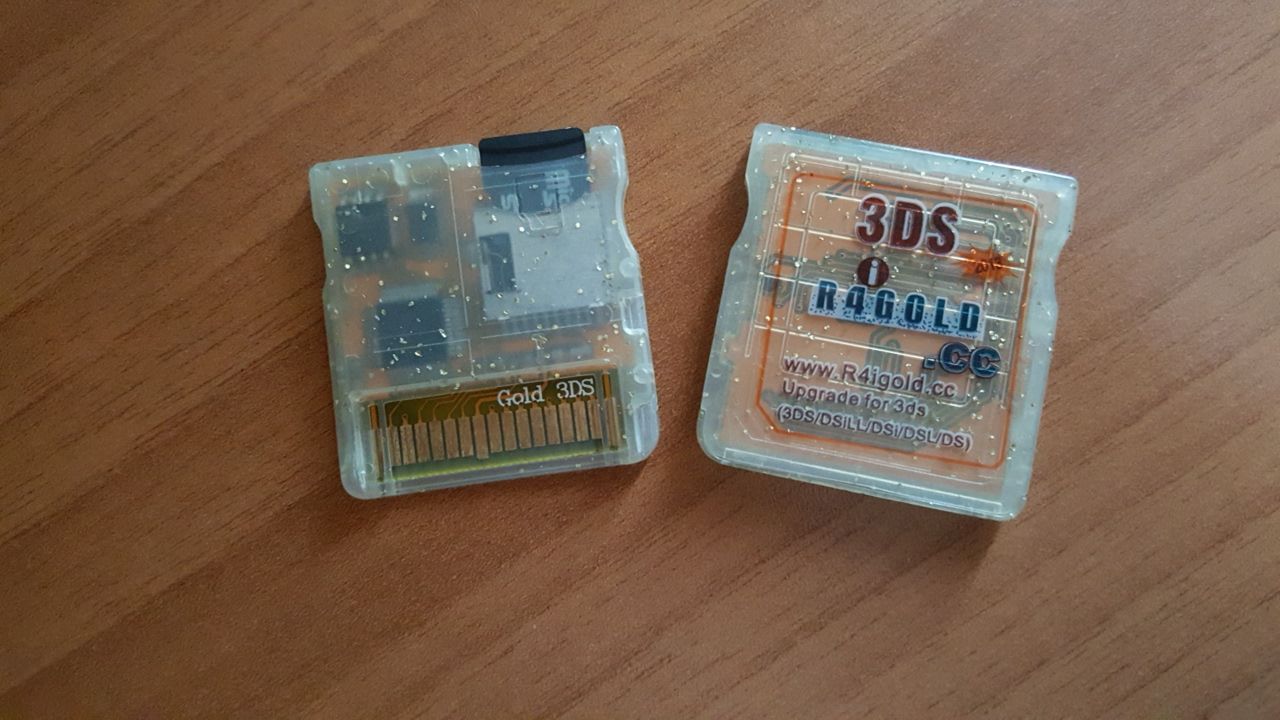 Gold 3DS
3DS
i
R4GOLD
.CC
www.R4igold.cc
Upgrade for 3ds
(3DS/DSiLL/DSi/DSL/DS)